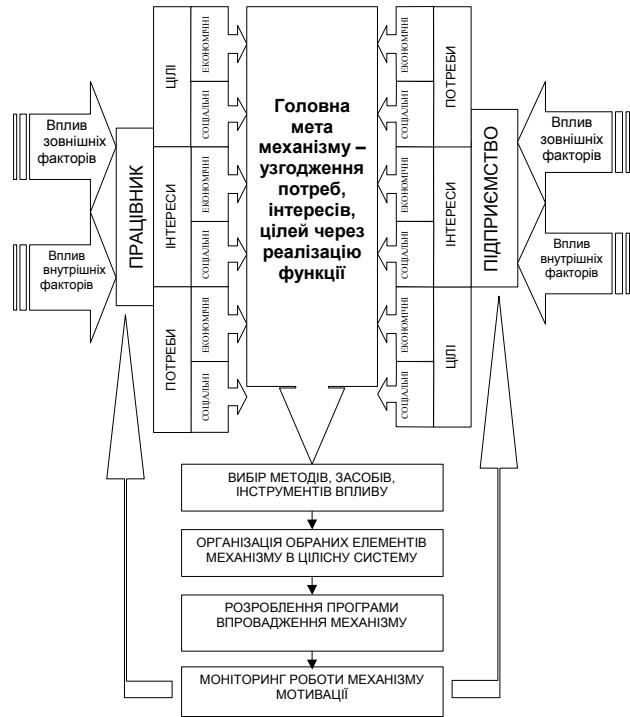 Вплив
зовнішніх
факторів
Вплив
внутрішніх
факторів
ПРАЦІВНИК
ЦІЛІ
ЕКОНОМІЧНІ
СОЦІАЛЬНІ
ІНТЕРЕСИ
ЕКОНОМІЧНІ
СОЦІАЛЬНІ
ПОТРЕБИ
ЕКОНОМІЧНІ
СОЦІАЛЬНІ
Головна
мета
механізму –
узгодження
потреб,
інтересів,
цілей через
реалізацію
функції
ЕКОНОМІЧНІ
СОЦІАЛЬНІ
ПОТРЕБИ
ЕКОНОМІЧНІ
СОЦІАЛЬНІ
ІНТЕРЕСИ
ЕКОНОМІЧНІ
СОЦІАЛЬНІ
ЦІЛІ
ПІДПРИЄМСТВО
Вплив
зовнішніх
факторів
Вплив
внутрішніх
факторів
ВИБІР МЕТОДІВ, ЗАСОБІВ,
ІНСТРУМЕНТІВ ВПЛИВУ
ОРГАНІЗАЦІЯ ОБРАНИХ ЕЛЕМЕНТІВ
МЕХАНІЗМУ В ЦІЛІСНУ СИСТЕМУ
РОЗРОБЛЕННЯ ПРОГРАМИ
ВПРОВАДЖЕННЯ МЕХАНІЗМУ
МОНІТОРИНГ РОБОТИ МЕХАНІЗМУ
МОТИВАЦІЇ